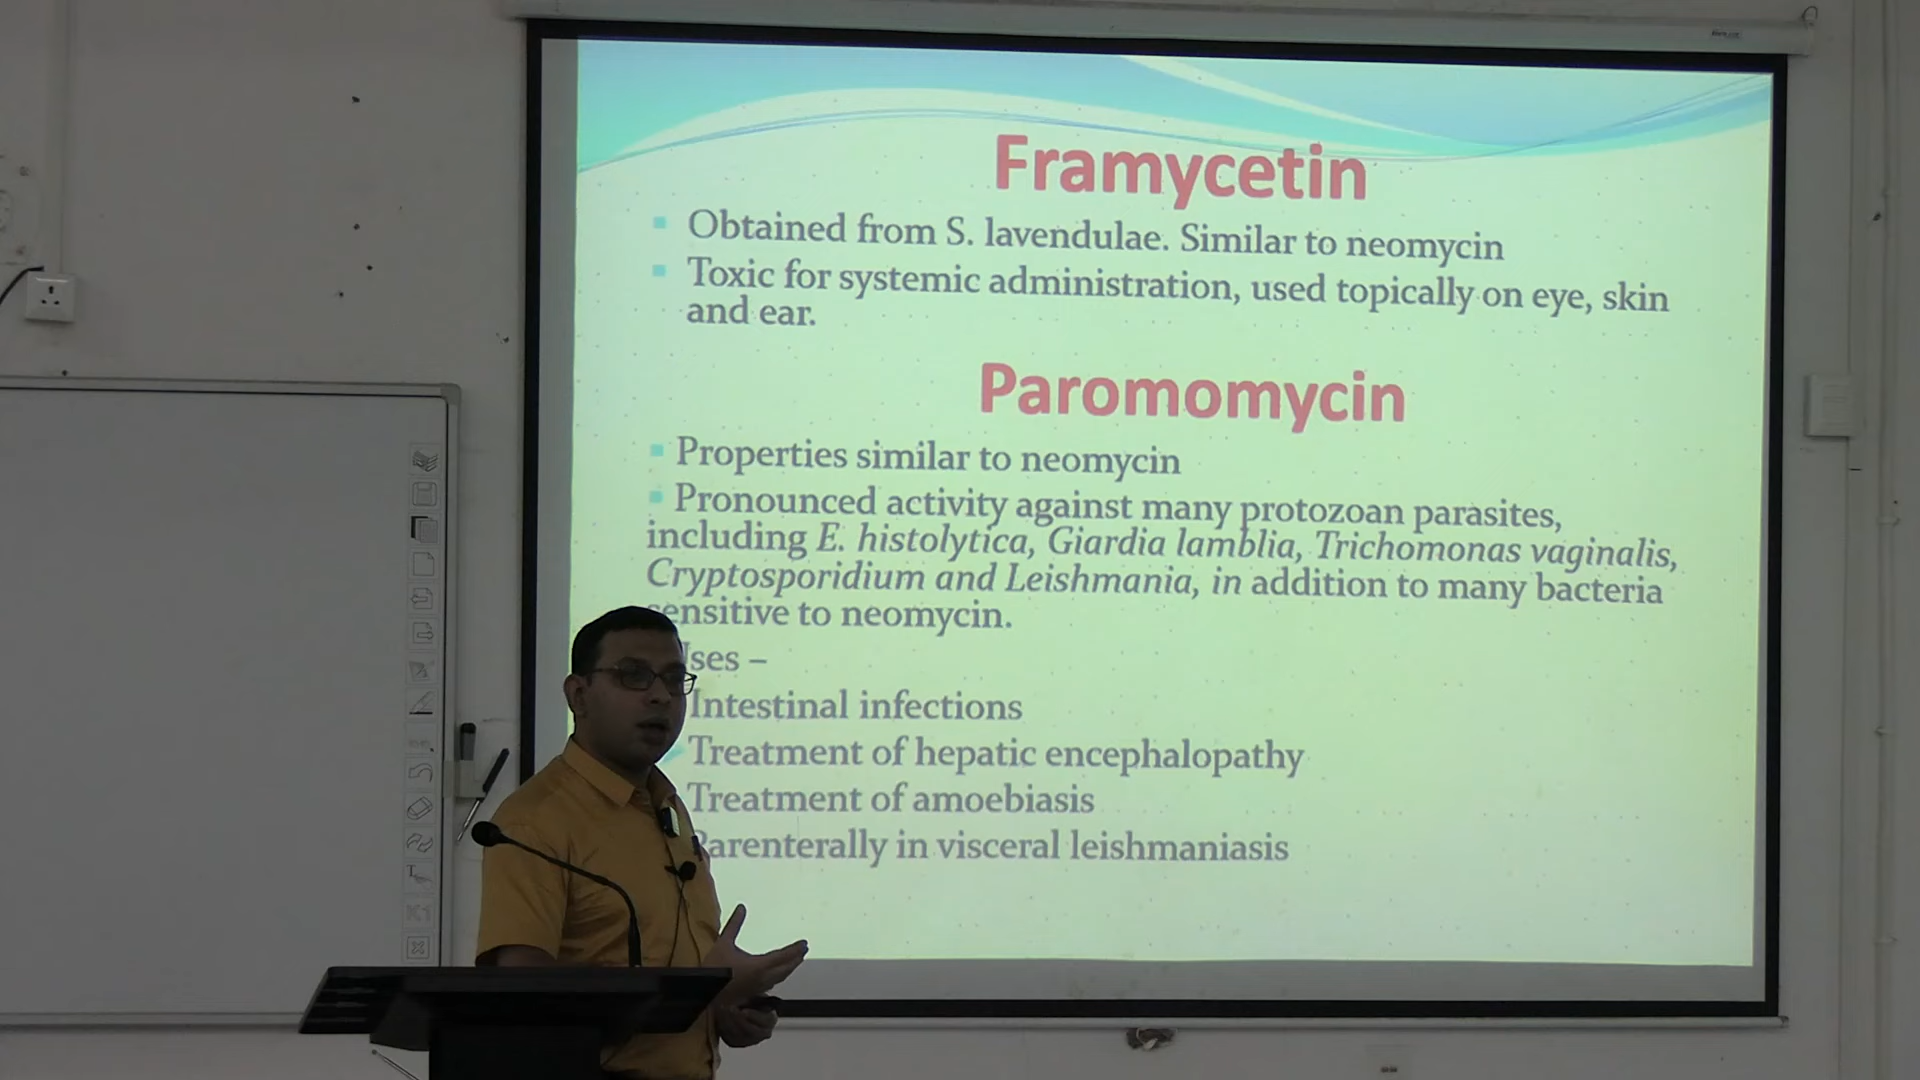 Framycetin
Obtained from S. lavendulae. Similar to neomycin
Toxic for systemic administration, used topically on eye, skin
and ear.
Paromomycin
Properties similar to neomycin
Pronounced activity against many protozoan parasites,
including E. histolytica, Giardia lamblia, Trichomonas vaginalis,
Cryptosporidium and Leishmania, in addition to many bacteria
sensitive to neomycin.
Uses –
Intestinal infections
Treatment of hepatic encephalopathy
Treatment of amoebiasis
Parenterally in visceral leishmaniasis